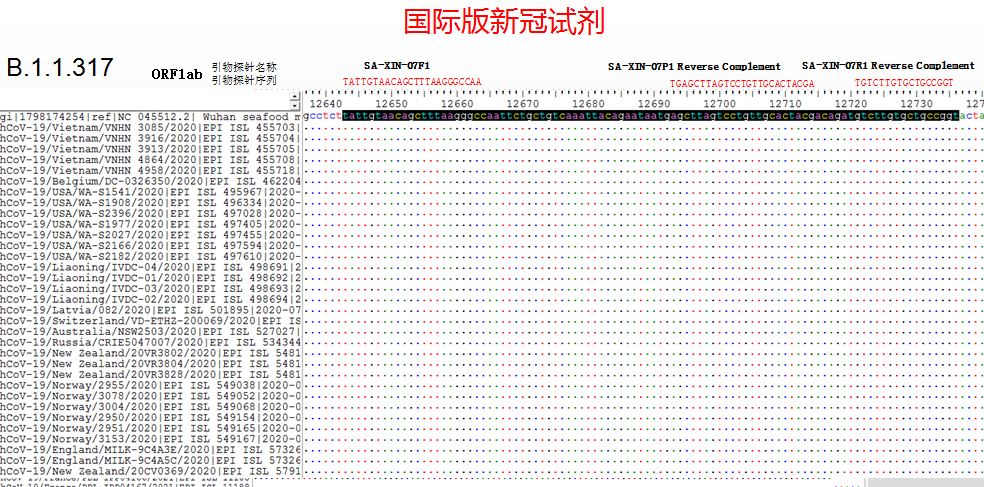 国际版新冠试剂
B.1.1.317
ORF1ab 引物探针名称 SA-XIN-07F1 SA-XIN-07P1 Reverse Complement SA-XIN-07R1 Reverse Complement
引物探针序列 TATTGTAACAGCTTTAAGGGCCAA TGAGCTTAGTCCTGTTGCACTACGA TGTCTTGTGCTGCCGGT
12640 12650 12660 12670 12680 12690 12700 12710 12720 12730
gi|1798174254|ref|NC 045512.2| Wuhan seafood m gcctcttattgtaacagctttaagggccaattctgctgtcaaattacagaataatgagcttagtcctgttgcactacgacagatgtcttgtgctgccggtacta
hCoV-19/Vietnam/VNHN 3085/2020|EPI ISL 455703|
hCoV-19/Vietnam/VNHN 3916/2020|EPI ISL 455704|
hCoV-19/Vietnam/VNHN 3913/2020|EPI ISL 455705|
hCoV-19/Vietnam/VNHN 4864/2020|EPI ISL 455708|
hCoV-19/Vietnam/VNHN 4958/2020|EPI ISL 455718|
hCoV-19/Belgium/DC-0326350/2020|EPI ISL 462204
hCoV-19/USA/WA-S1541/2020|EPI ISL 495967|2020-
hCoV-19/USA/WA-S1908/2020|EPI ISL 496334|2020-
hCoV-19/USA/WA-S2396/2020|EPI ISL 497028|2020-
hCoV-19/USA/WA-S1977/2020|EPI ISL 497405|2020-
hCoV-19/USA/WA-S2027/2020|EPI ISL 497455|2020-
hCoV-19/USA/WA-S2166/2020|EPI ISL 497594|2020-
hCoV-19/USA/WA-S2182/2020|EPI ISL 497610|2020-
hCoV-19/Liaoning/IVDC-04/2020|EPI ISL 498691|2
hCoV-19/Liaoning/IVDC-01/2020|EPI ISL 498692|2
hCoV-19/Liaoning/IVDC-03/2020|EPI ISL 498693|2
hCoV-19/Liaoning/IVDC-02/2020|EPI ISL 498694|2
hCoV-19/Latvia/082/2020|EPI ISL 501895|2020-07
hCoV-19/Switzerland/VD-ETHZ-200069/2020|EPI IS
hCoV-19/Australia/NSW2503/2020|EPI ISL 527027|
hCoV-19/Russia/CRIE5047007/2020|EPI ISL 534344
hCoV-19/New Zealand/20VR3802/2020|EPI ISL 5481
hCoV-19/New Zealand/20VR3804/2020|EPI ISL 5481
hCoV-19/New Zealand/20VR3828/2020|EPI ISL 5481
hCoV-19/Norway/2955/2020|EPI ISL 549038|2020-0
hCoV-19/Norway/3078/2020|EPI ISL 549052|2020-0
hCoV-19/Norway/3004/2020|EPI ISL 549068|2020-0
hCoV-19/Norway/2950/2020|EPI ISL 549154|2020-0
hCoV-19/Norway/2951/2020|EPI ISL 549165|2020-0
hCoV-19/Norway/3153/2020|EPI ISL 549167|2020-0
hCoV-19/England/MILK-9C4A3E/2020|EPI ISL 57326
hCoV-19/England/MILK-9C4A5C/2020|EPI ISL 57326
hCoV-19/New Zealand/20CV0369/2020|EPI ISL 5791